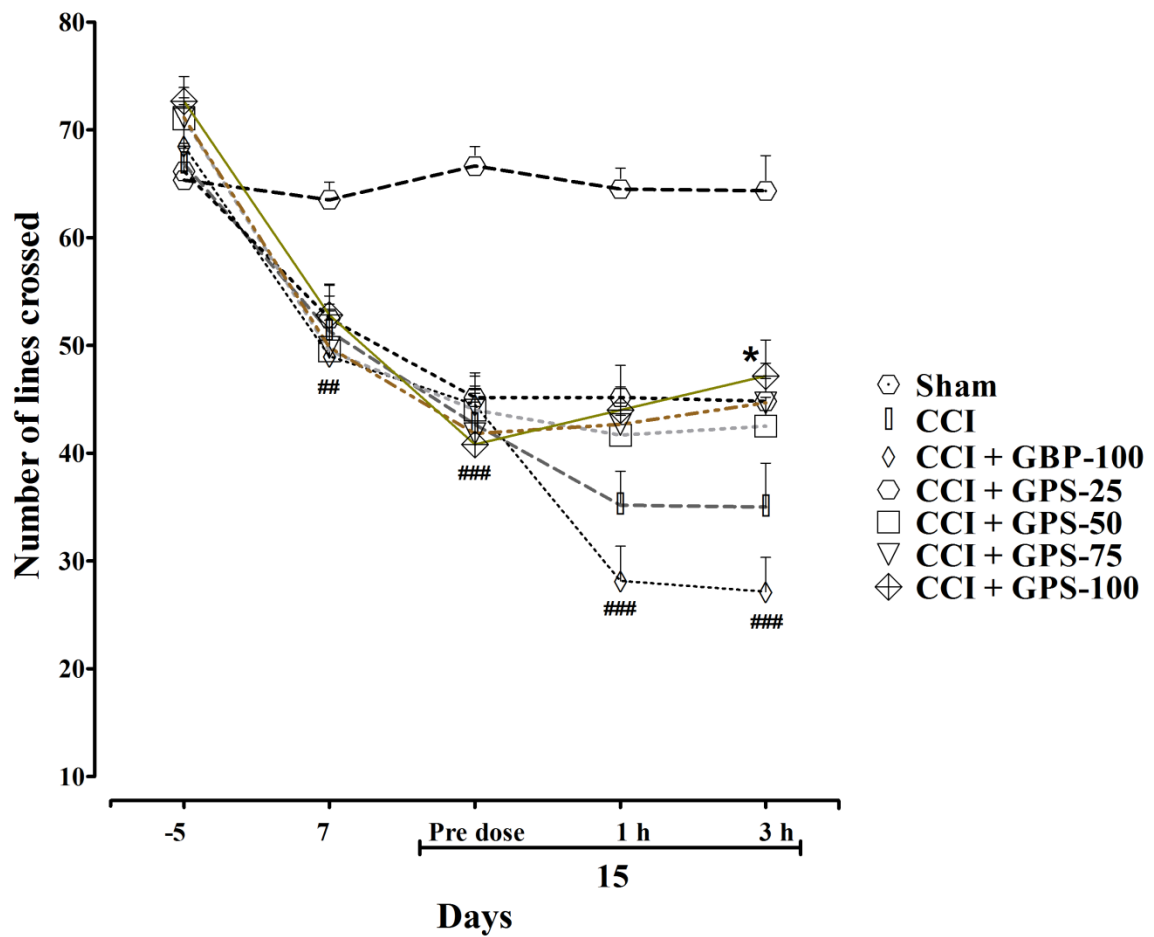 80
70
60
50
40
30
20
10
Number of lines crossed
##
###
###
*
###
-5 7 Pre dose 1 h 3 h
15
Days
Sham
CCI
CCI + GBP-100
CCI + GPS-25
CCI + GPS-50
CCI + GPS-75
CCI + GPS-100